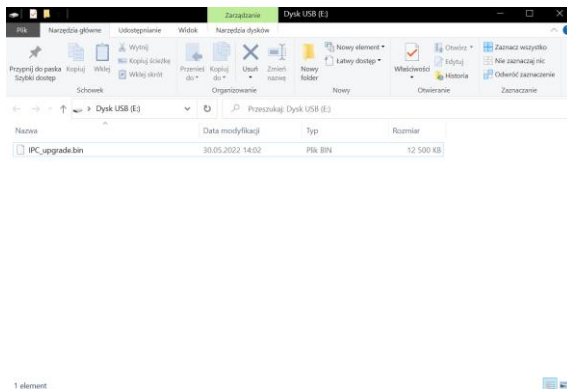 Zarządzanie Dysk USB (E:)
Plik Narzędzia główne Udostępnianie Widok Narzędzia dysków
Przypnij do paska Szybki dostęp
Kopiuj
Wklej
Wytnij
Kopiuj ścieżkę
Wklej skrót
Schowek
Przenieś do
Kopiuj do
Usuń
Zmień nazwę
Organizowanie
Nowy folder
Nowy element
Łatwy dostęp
Nowy
Właściwości
Otwórz
Edytuj
Historia
Otwieranie
Zaznacz wszystko
Nie zaznaczaj nic
Odwróć zaznaczenie
Zaznaczanie
Dysk USB (E:)
Przeszukaj: Dysk USB (E:)
Nazwa Data modyfikacji Typ Rozmiar
IPC_upgrade.bin 30.05.2022 14:02 Plik BIN 12 500 KB
1 element